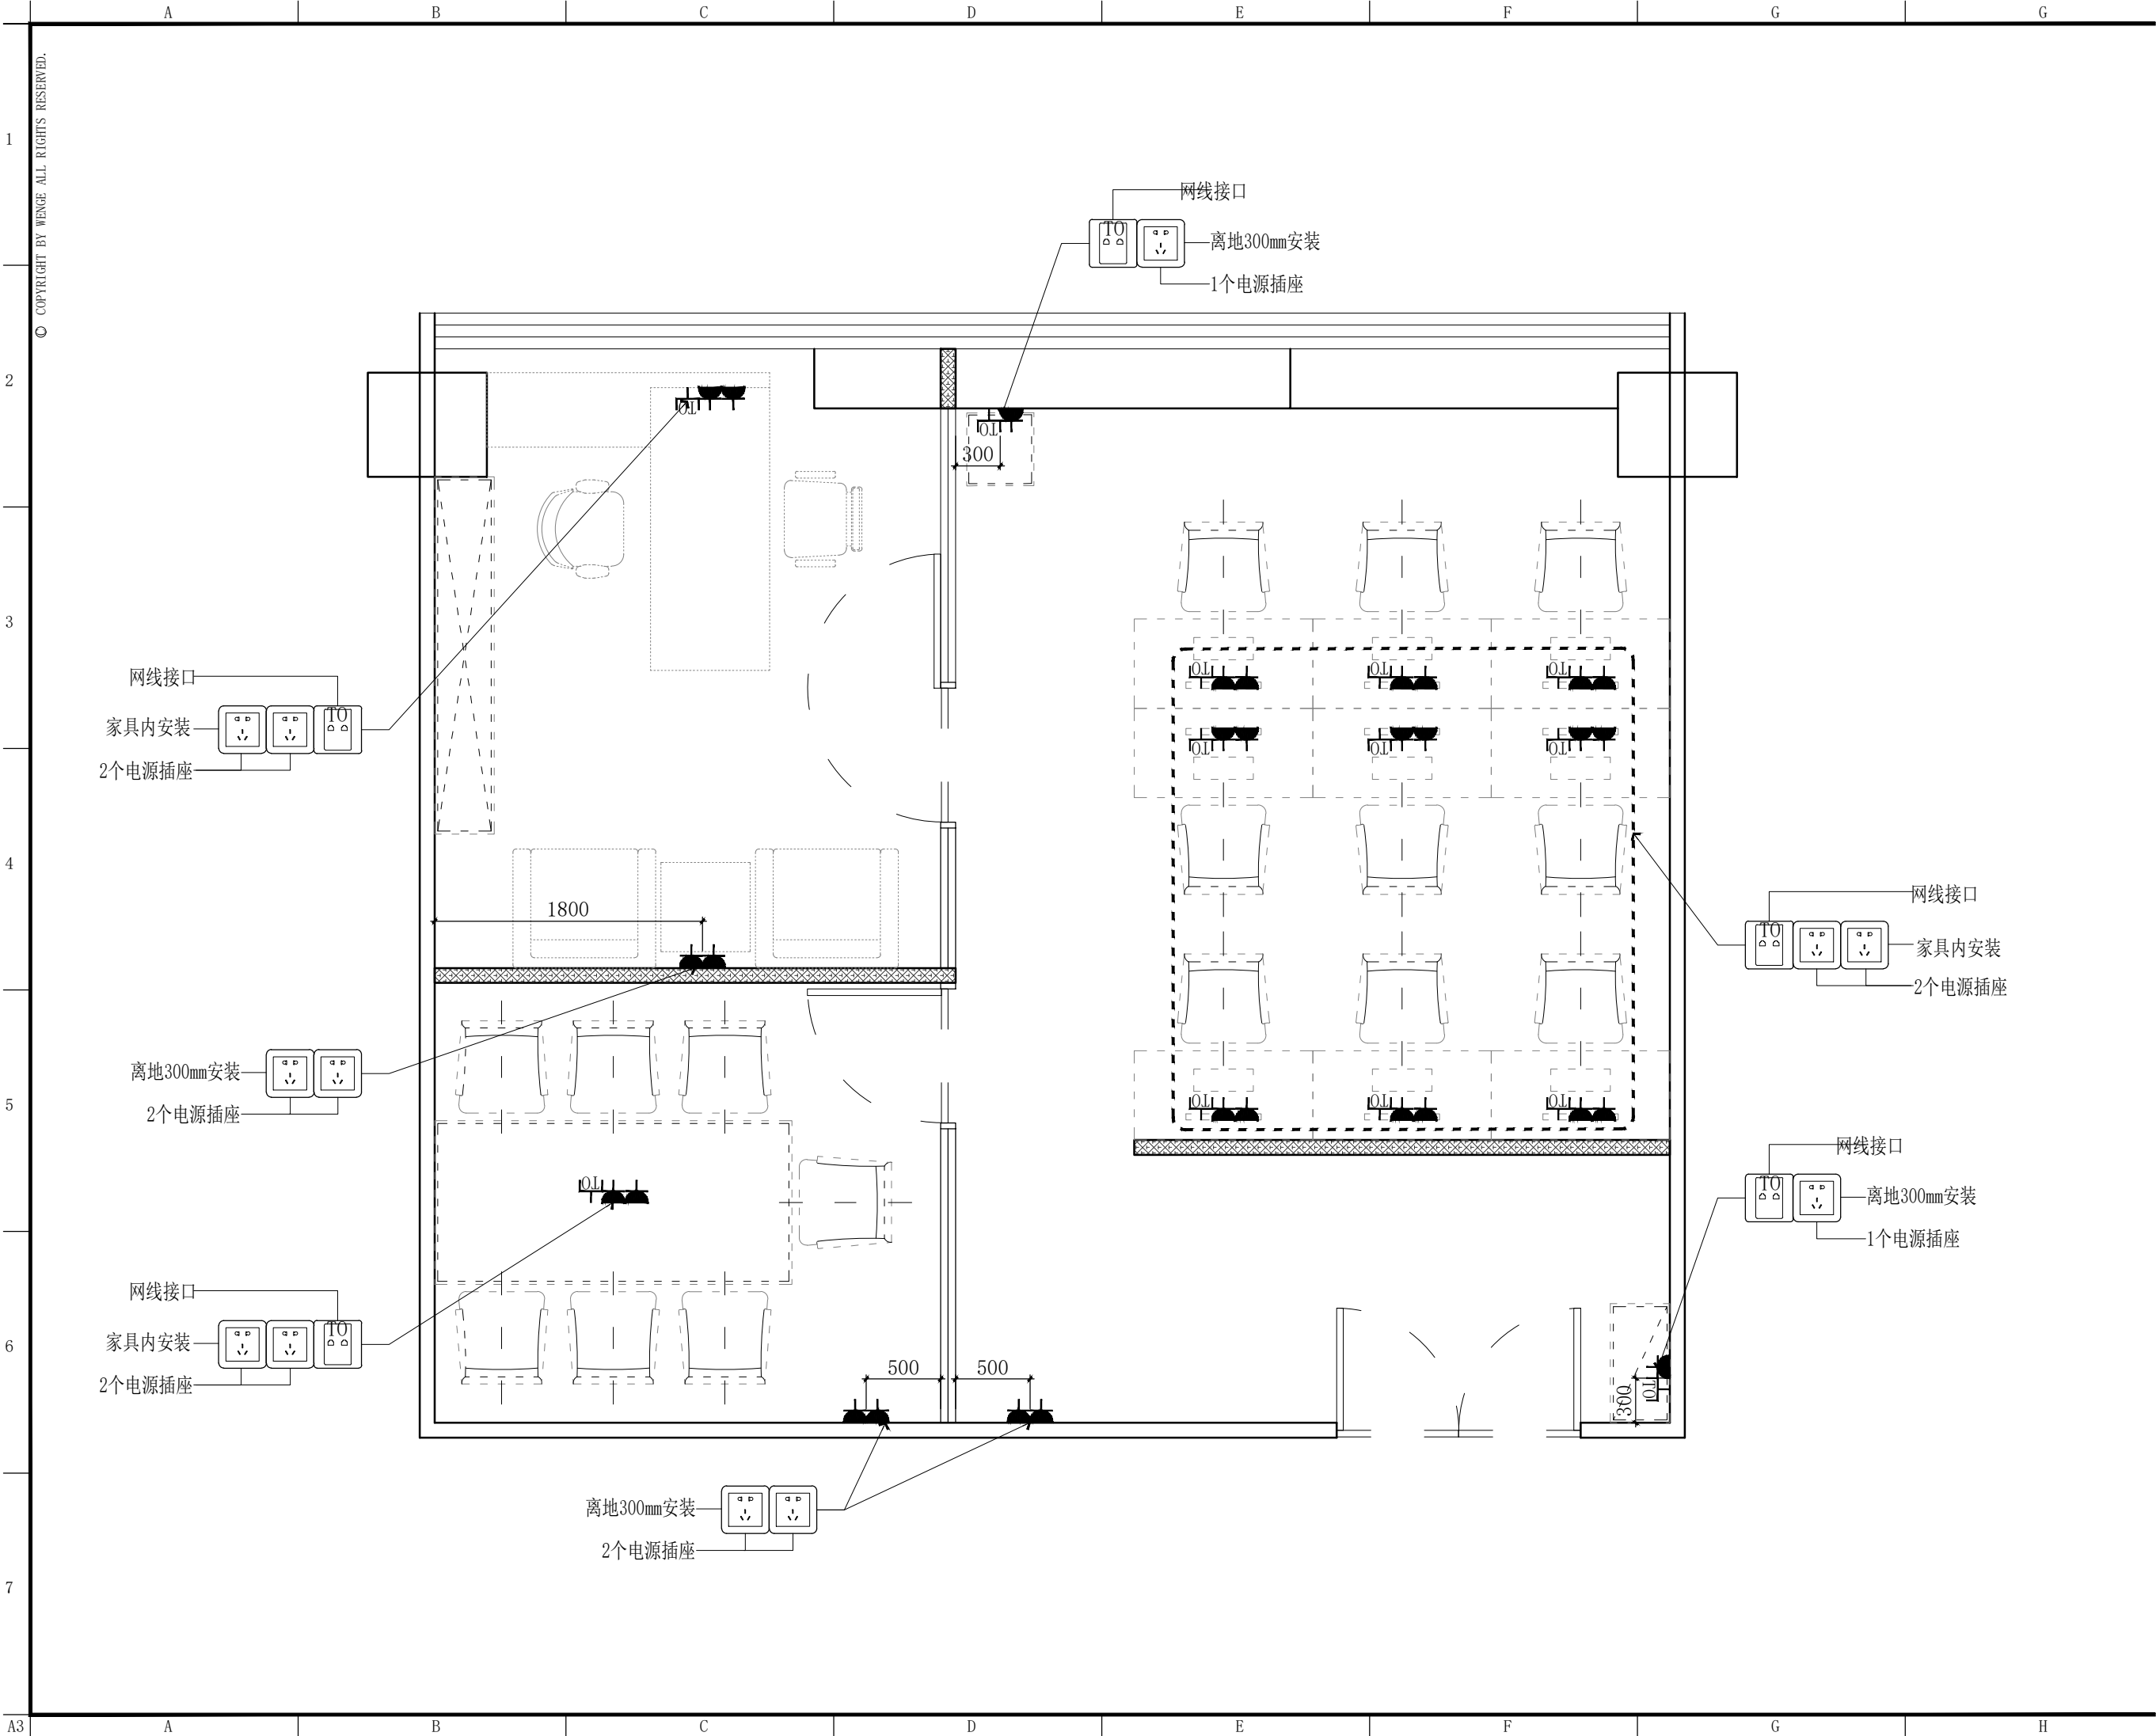 A B C D E F G G
© COPYRIGHT BY WENGE ALL RIGHTS RESERVED.
1
网线接口
TO
离地300mm安装
1个电源插座
2
TO
TO
300
3
网线接口
TO
家具内安装
2个电源插座
TO TO TO
TO TO TO
4
1800
网线接口
TO
家具内安装
2个电源插座
离地300mm安装
2个电源插座
5
TO TO TO
网线接口
TO
离地300mm安装
1个电源插座
TO
网线接口
TO
家具内安装
2个电源插座
6
500 500
TO
300
离地300mm安装
2个电源插座
7
A3 A B C D E F G H